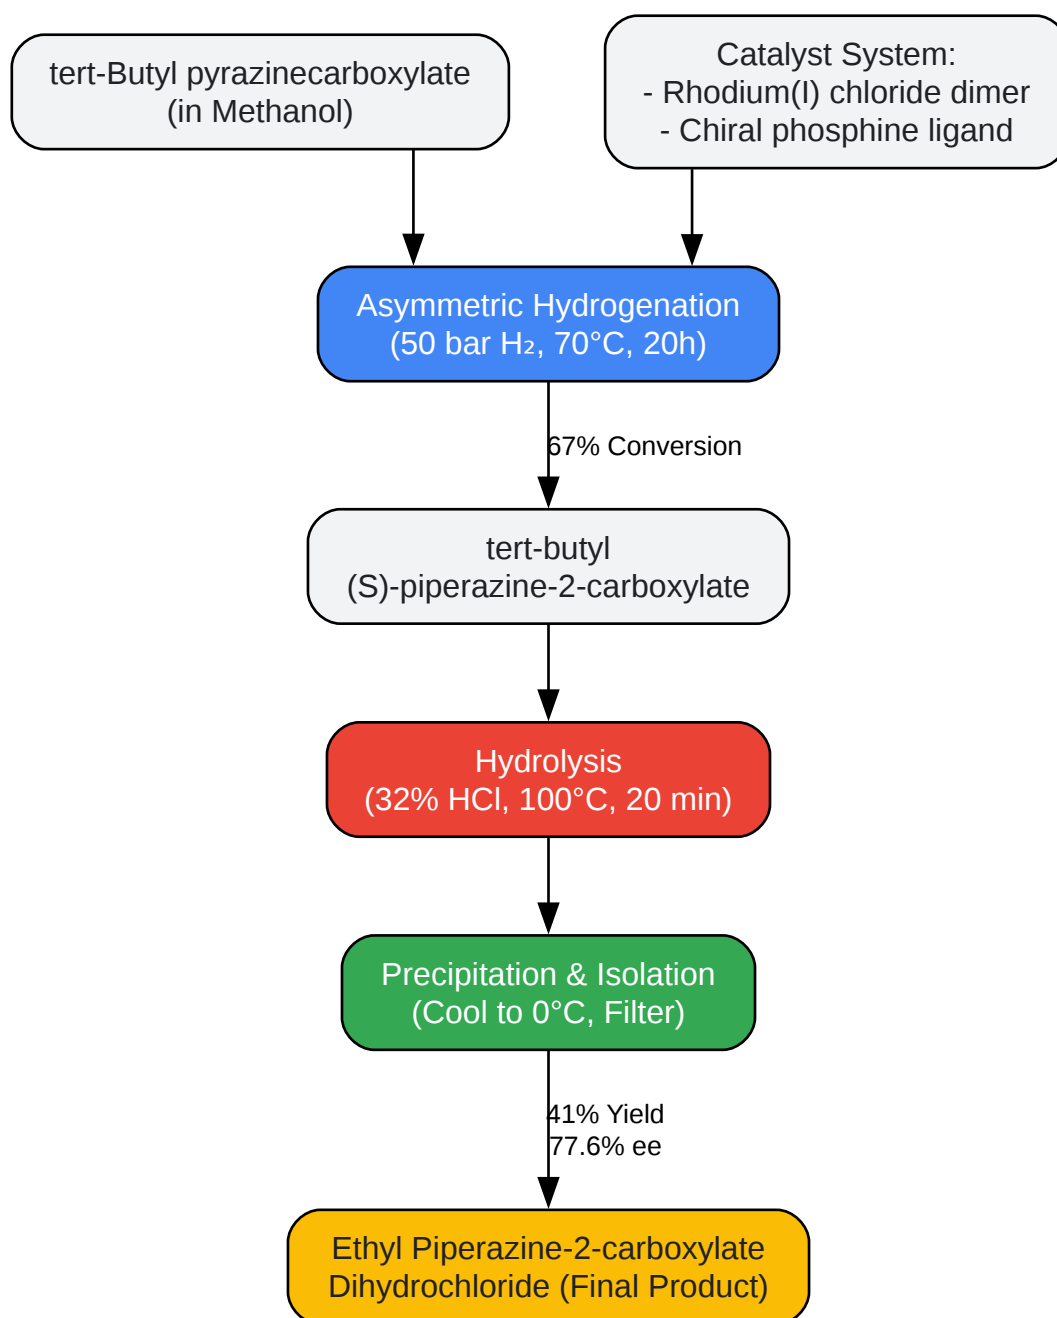 tert-Butyl pyrazinecarboxylate
(in Methanol)
Catalyst System:
- Rhodium(I) chloride dimer
- Chiral phosphine ligand
Asymmetric Hydrogenation
(50 bar H₂, 70°C, 20h)
67% Conversion
tert-butyl
(S)-piperazine-2-carboxylate
Hydrolysis
(32% HCl, 100°C, 20 min)
Precipitation & Isolation
(Cool to 0°C, Filter)
41% Yield
77.6% ee
Ethyl Piperazine-2-carboxylate
Dihydrochloride (Final Product)